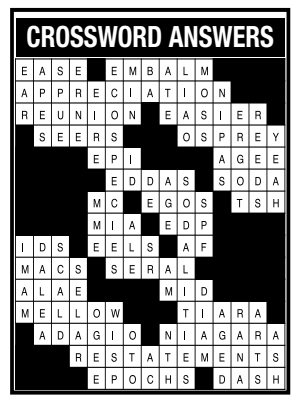 CROSSWORD ANSWERS
EASE EMBALM
APPRECIATION
REUNION EASIER
SEERS OSPREY
EPI AGEE
EDDAS SODA
MC EGOS TSH
MIA EDP
IDS EELS AF
MACS SERAL
ALAE MID
MELLOW TIARA
ADAGIO NIAGARA
RESTATEMENTS
EPOCHS DASH